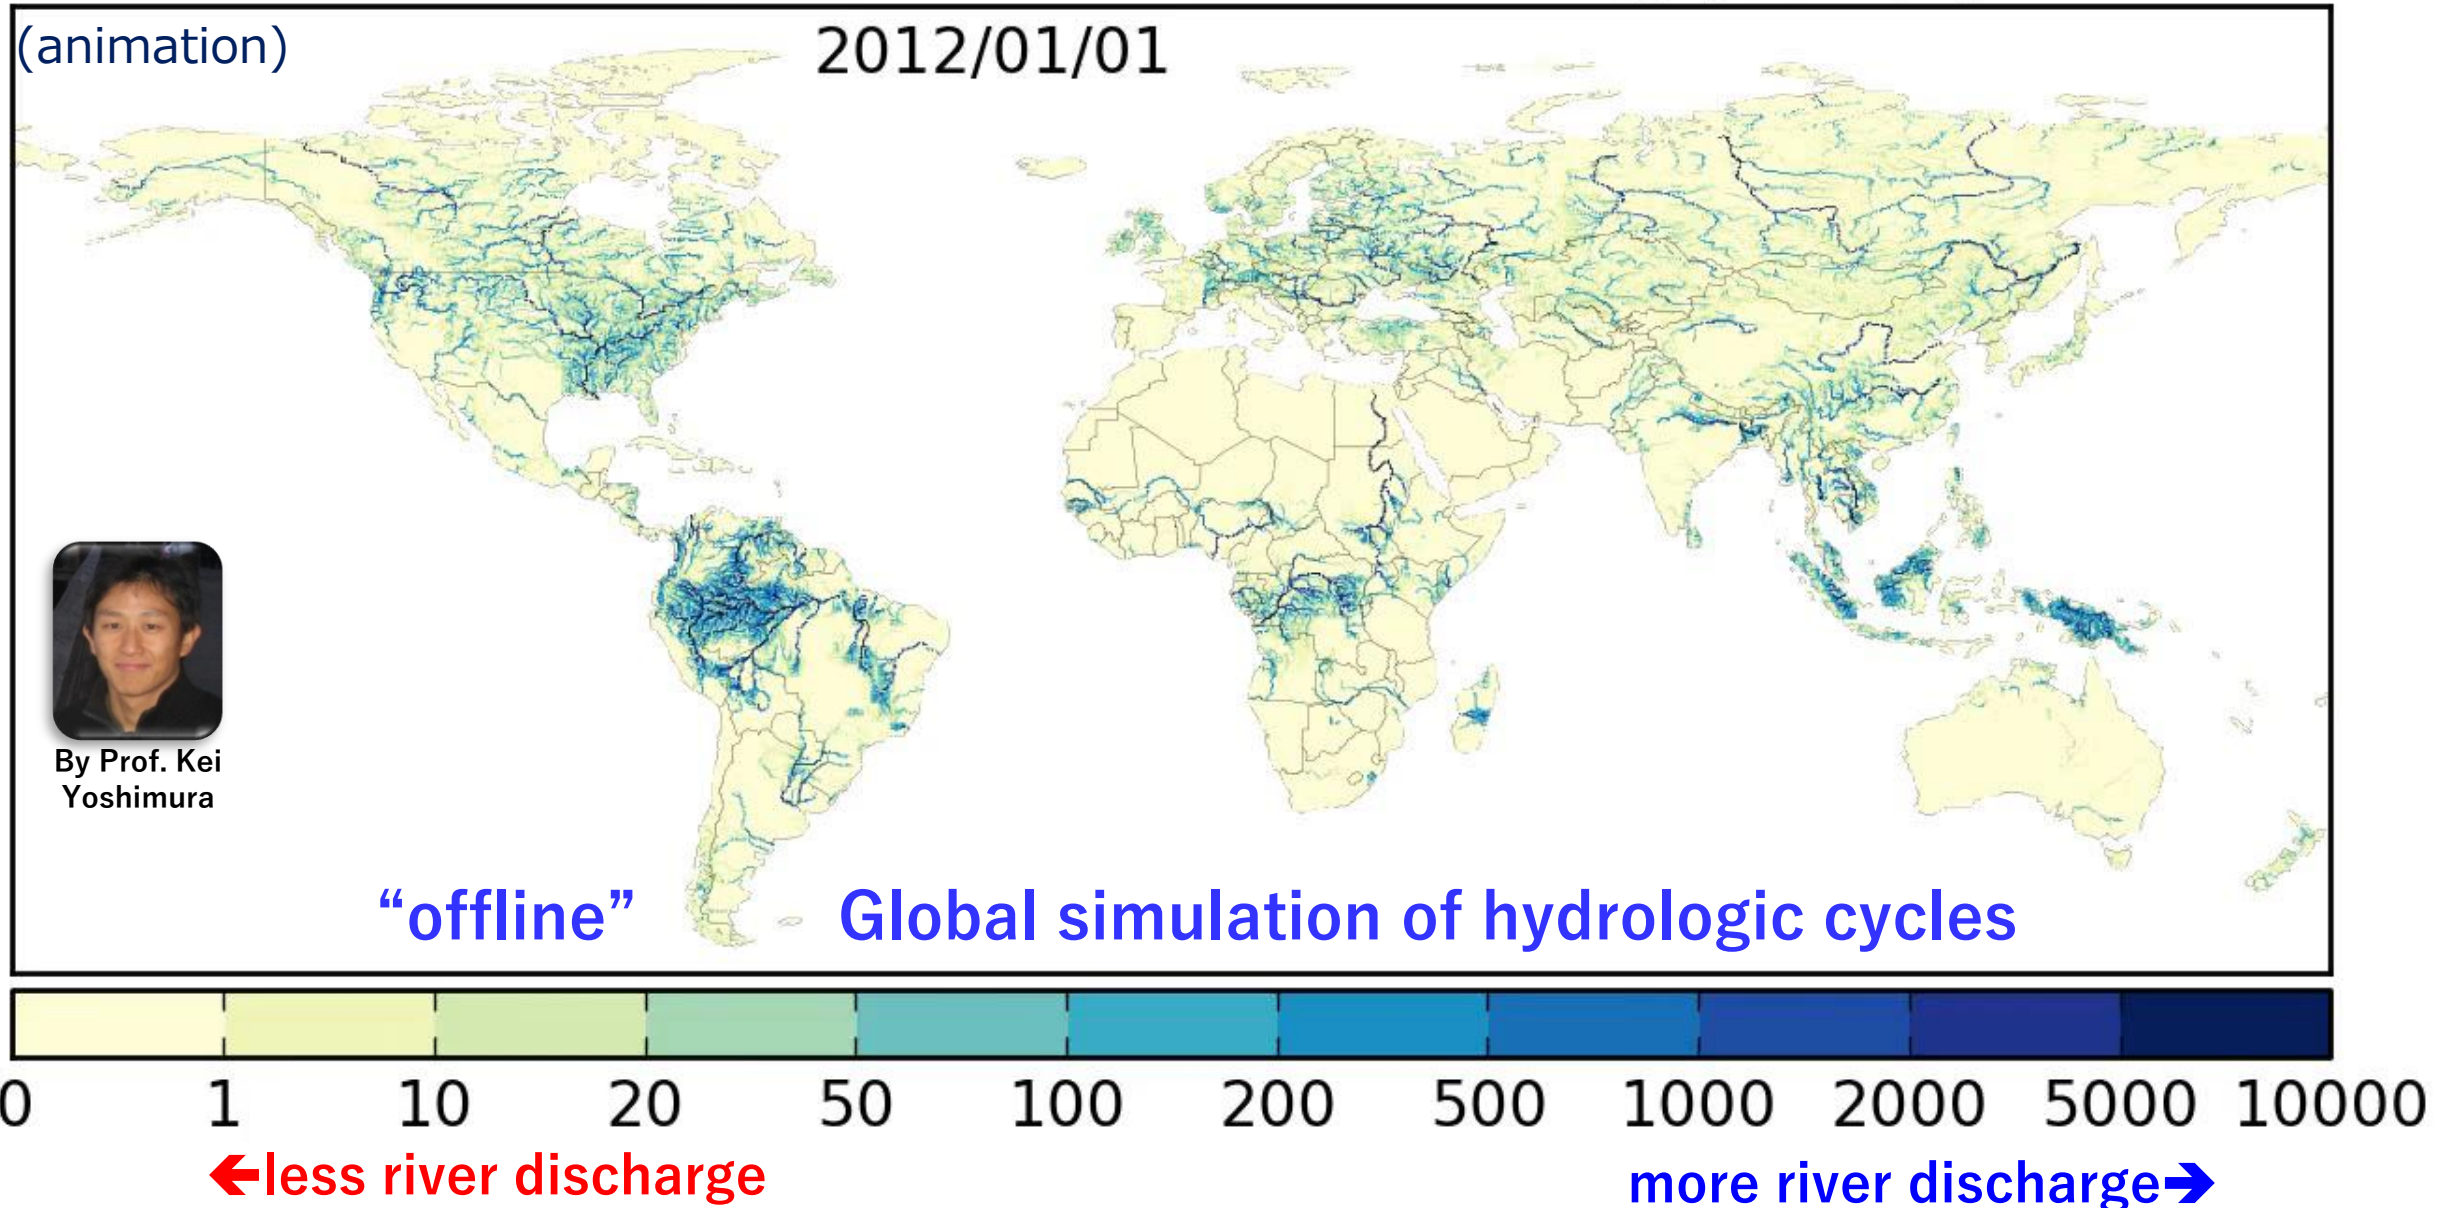 (animation)
2012/01/01
By Prof. Kei
Yoshimura
“offline”
Global simulation of hydrologic cycles
0 1 10 20 50 100 200 500 1000 2000 5000 10000
←less river discharge
more river discharge→